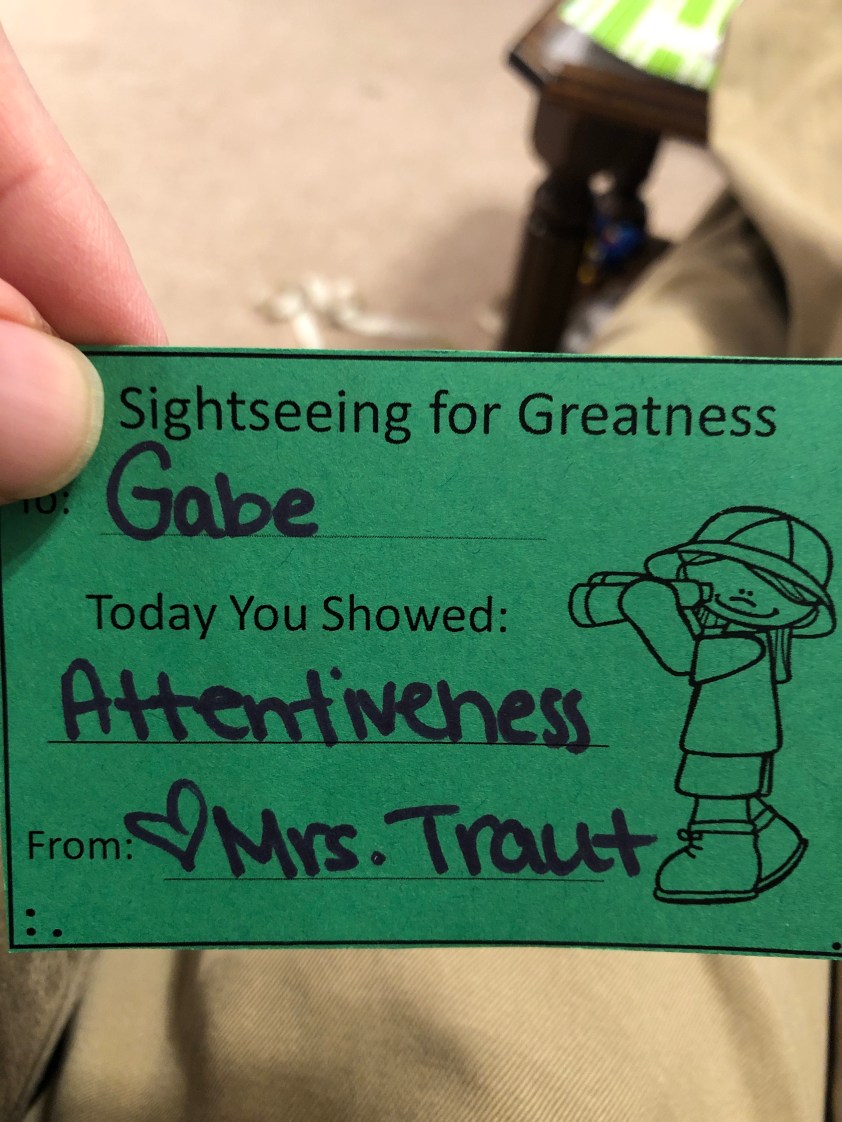 Sightseeing for Greatness
To: Gabe
Today You Showed:
Attentiveness
From: ♡ Mrs. Traut